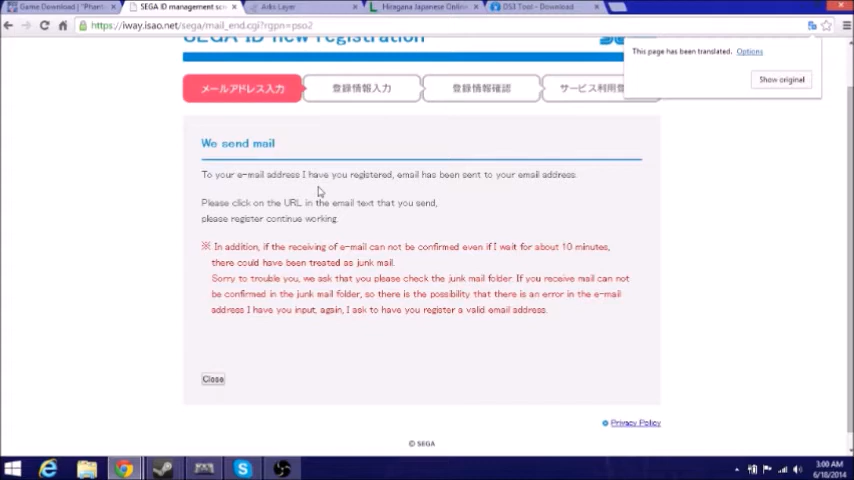 Game Download | "Phant
SEGA ID management scr
Arks Layer
Hiragana Japanese Online
DS3 Tool - Download
https://iway.isao.net/sega/mail_end.cgi?rgpn=pso2
SEGA ID new registration
This page has been translated. Options
Show original
メールアドレス入力
登録情報入力
登録情報確認
サービス利用登
We send mail
To your e-mail address I have you registered, email has been sent to your email address.
Please click on the URL in the email text that you send,
please register continue working.
※ In addition, if the receiving of e-mail can not be confirmed even if I wait for about 10 minutes,
there could have been treated as junk mail.
Sorry to trouble you, we ask that you please check the junk mail folder. If you receive mail can not
be confirmed in the junk mail folder, so there is the possibility that there is an error in the e-mail
address I have you input, again, I ask to have you register a valid email address.
Close
Privacy Policy
© SEGA
3:00 AM
6/18/2014